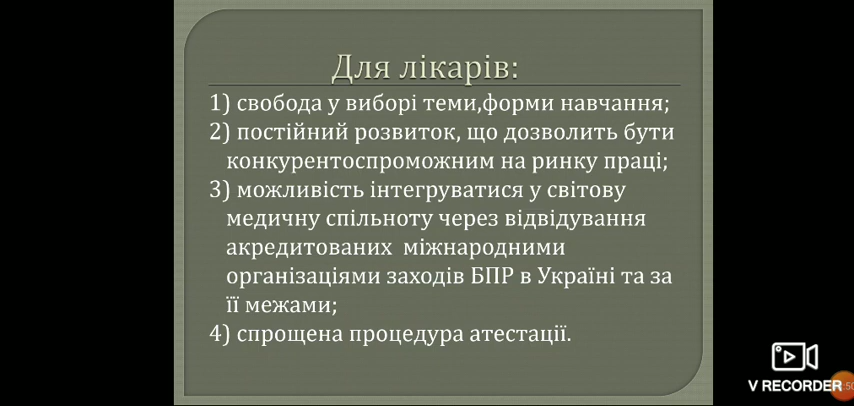 Для лікарів:
1) свобода у виборі теми,форми навчання;
2) постійний розвиток, що дозволить бути
конкурентоспроможним на ринку праці;
3) можливість інтегруватися у світову
медичну спільноту через відвідування
акредитованих міжнародними
організаціями заходів БПР в Україні та за
її межами;
4) спрощена процедура атестації.
V RECORDER